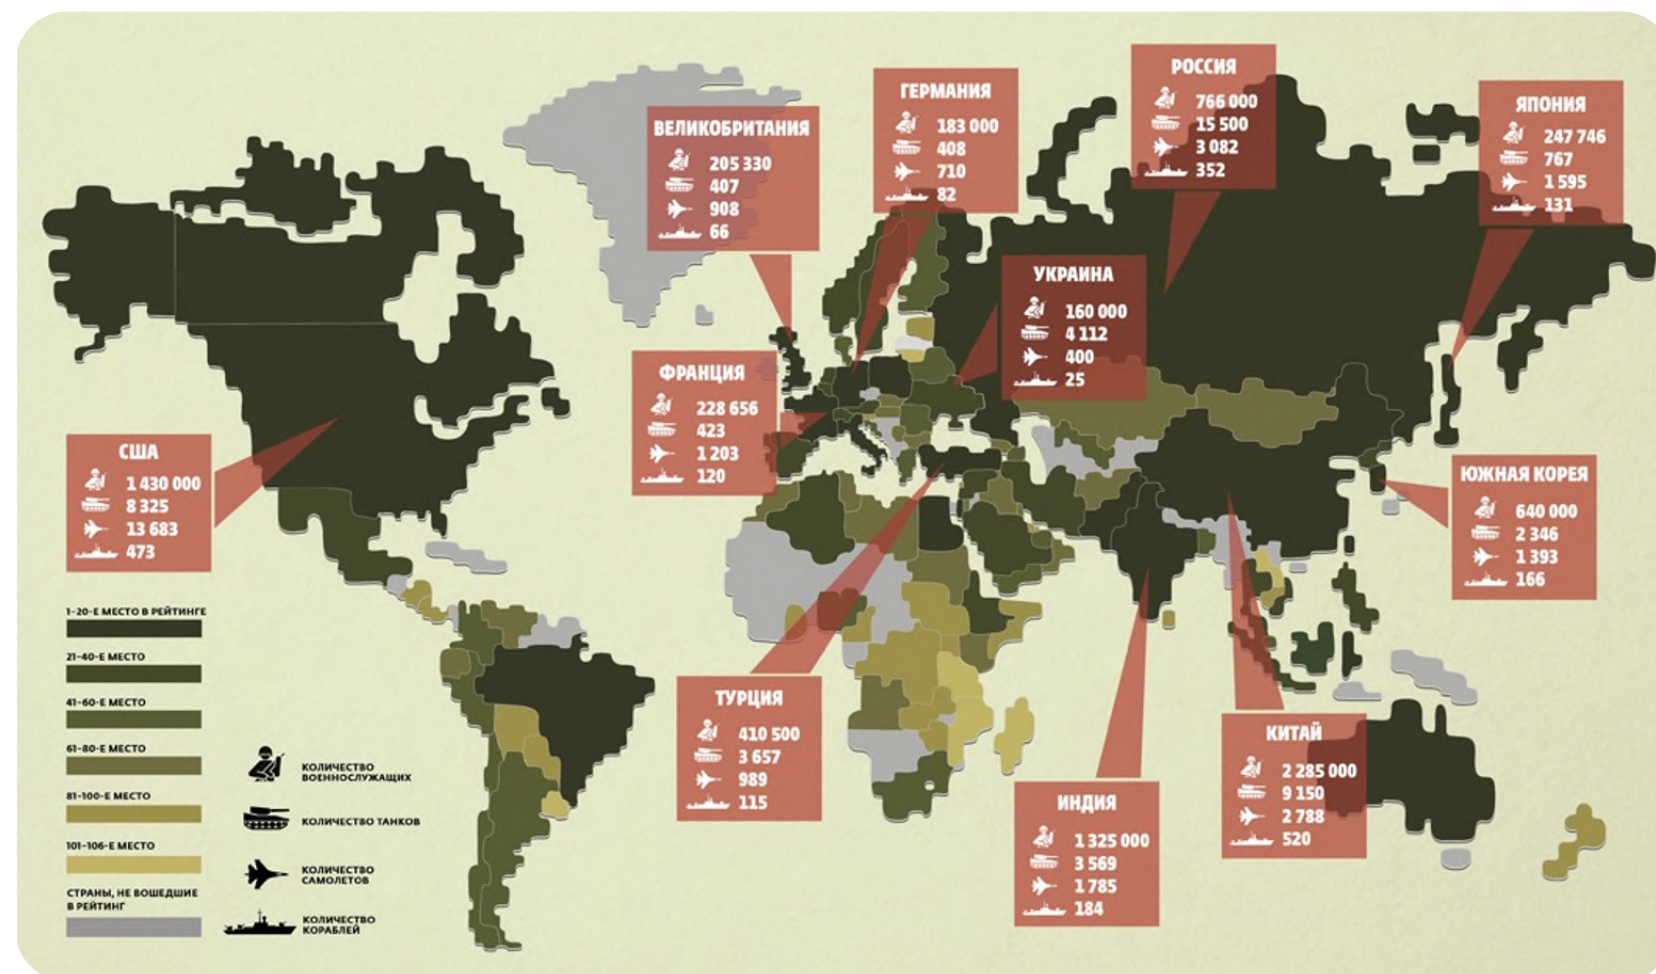 ВЕЛИКОБРИТАНИЯ
205 330
407
908
66
ГЕРМАНИЯ
183 000
408
710
82
РОССИЯ
766 000
15 500
3 082
352
ЯПОНИЯ
247 746
767
1 595
131
УКРАИНА
160 000
4 112
400
25
ФРАНЦИЯ
228 656
423
1 203
120
США
1 430 000
8 325
13 683
473
ЮЖНАЯ КОРЕЯ
640 000
2 346
1 393
166
ТУРЦИЯ
410 500
3 657
989
115
КИТАЙ
2 285 000
9 150
2 788
520
ИНДИЯ
1 325 000
3 569
1 785
184
1-20-Е МЕСТО В РЕЙТИНГЕ
21-40-Е МЕСТО
41-60-Е МЕСТО
61-80-Е МЕСТО
81-100-Е МЕСТО
101-106-Е МЕСТО
СТРАНЫ, НЕ ВОШЕДШИЕ
В РЕЙТИНГ
КОЛИЧЕСТВО
ВОЕННОСЛУЖАЩИХ
КОЛИЧЕСТВО ТАНКОВ
КОЛИЧЕСТВО
САМОЛЕТОВ
КОЛИЧЕСТВО
КОРАБЛЕЙ